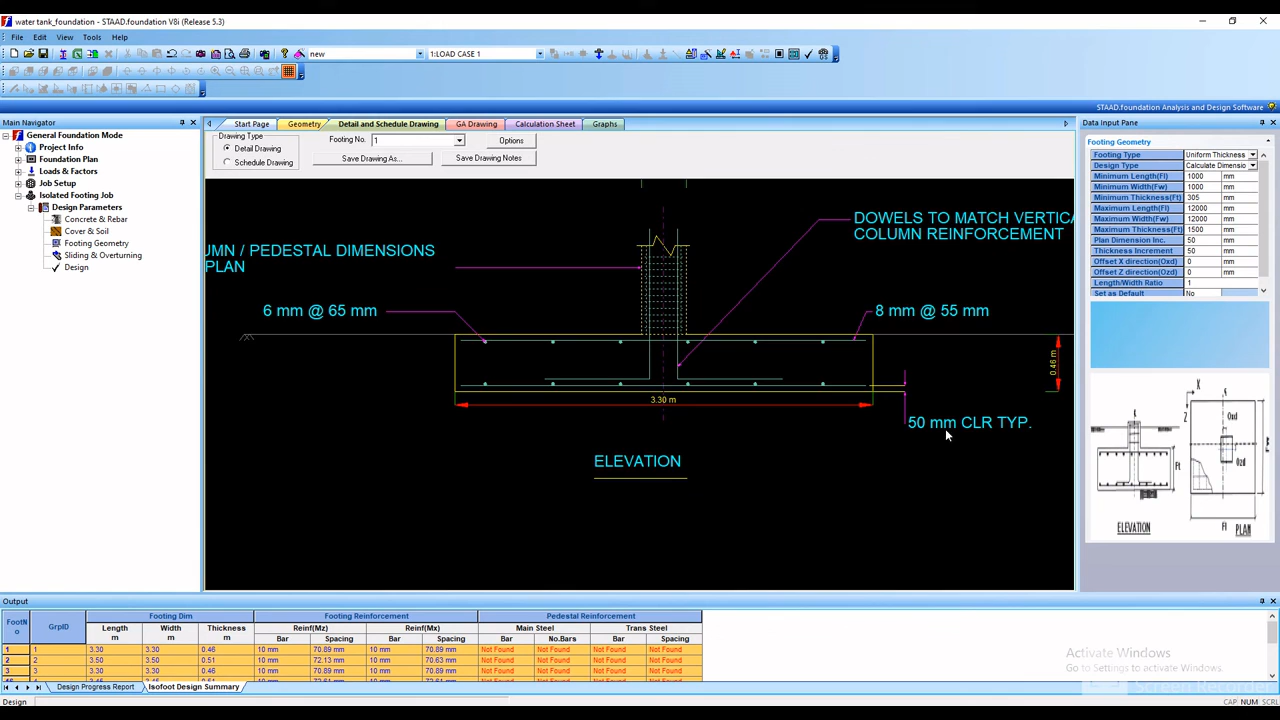 water tank_foundation - STAAD.foundation V8i (Release 5.3)
File Edit View Tools Help
new
1:LOAD CASE 1
STAAD.foundation Analysis and Design Software
Main Navigator
General Foundation Mode
Project Info
Foundation Plan
Loads & Factors
Job Setup
Isolated Footing Job
Design Parameters
Concrete & Rebar
Cover & Soil
Footing Geometry
Sliding & Overturning
Design
Start Page Geometry Detail and Schedule Drawing GA Drawing Calculation Sheet Graphs
Drawing Type
Detail Drawing
Schedule Drawing
Footing No. 1
Options
Save Drawing As...
Save Drawing Notes
UMN / PEDESTAL DIMENSIONS
PLAN
DOWELS TO MATCH VERTICA
COLUMN REINFORCEMENT
6 mm @ 65 mm
8 mm @ 55 mm
0.46 m
3.30 m
50 mm CLR TYP.
ELEVATION
Data Input Pane
Footing Geometry
Footing Type Uniform Thickness
Design Type Calculate Dimensio
Minimum Length(Fl) 1000 mm
Minimum Width(Fw) 1000 mm
Minimum Thickness(Ft) 305 mm
Maximum Length(Fl) 12000 mm
Maximum Width(Fw) 12000 mm
Maximum Thickness(Ft) 1500 mm
Plan Dimension Inc. 50 mm
Thickness Increment 50 mm
Offset X direction(Oxd) 0 mm
Offset Z direction(Ozd) 0 mm
Length/Width Ratio 1
Set as Default No
X
Z
Oxd
Ozd
Ft
Fw
Fl
ELEVATION
PLAN
Output
FootN
o
GrpID
Footing Dim
Footing Reinforcement
Pedestal Reinforcement
Length
m
Width
m
Thickness
m
Reinf(Mz) Reinf(Mx) Main Steel Trans Steel
Bar Spacing Bar Spacing Bar No.Bars Bar Spacing
1 1 3.30 3.30 0.46 10 mm 70.89 mm 10 mm 70.89 mm Not Found Not Found Not Found Not Found
2 2 3.50 3.50 0.51 10 mm 72.13 mm 10 mm 70.63 mm Not Found Not Found Not Found Not Found
3 3 3.30 3.30 0.46 10 mm 70.89 mm 10 mm 70.89 mm Not Found Not Found Not Found Not Found
Design Progress Report Isofoot Design Summary
Activate Windows
Go to Settings to activate Windows.
Screen Recorder
Design
CAP NUM SCRL